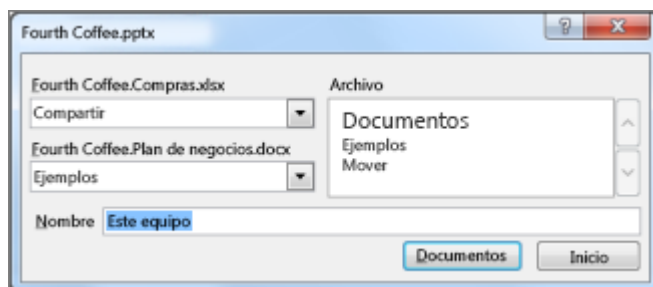 Fourth Coffee.pptx
Fourth Coffee.Compras.xlsx
Compartir
Fourth Coffee.Plan de negocios.docx
Ejemplos
Archivo
Documentos
Ejemplos
Mover
Nombre Este equipo
Documentos Inicio